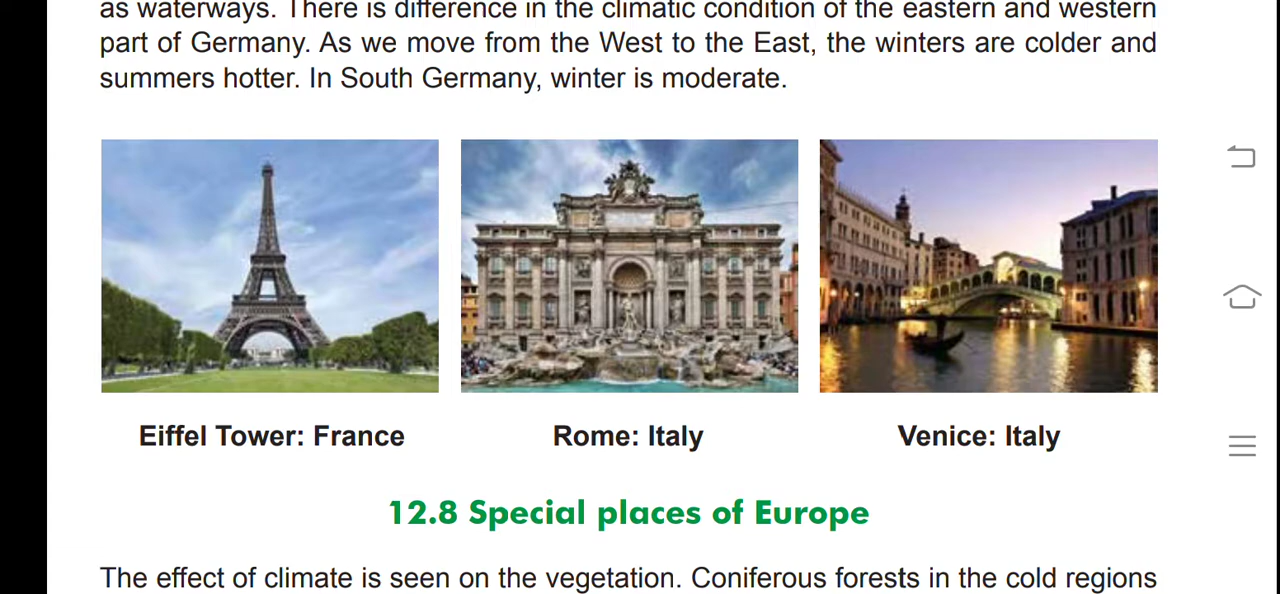 as waterways. There is difference in the climatic condition of the eastern and western
part of Germany. As we move from the West to the East, the winters are colder and
summers hotter. In South Germany, winter is moderate.
Eiffel Tower: France
Rome: Italy
Venice: Italy
12.8 Special places of Europe
The effect of climate is seen on the vegetation. Coniferous forests in the cold regions